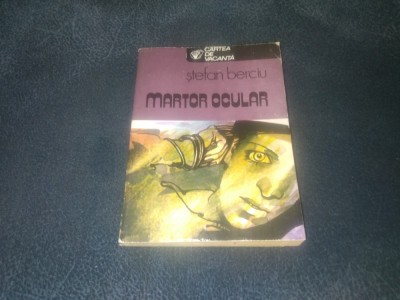 CARTEA
DE
VACANȚĂ
ștefan berciu
MARTOR OCULAR